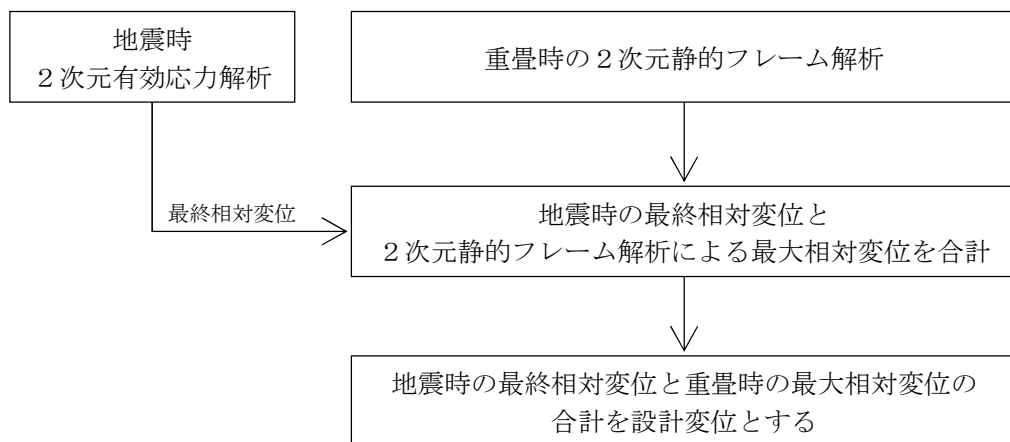 地震時
２次元有効応力解析
重畳時の２次元静的フレーム解析
最終相対変位
地震時の最終相対変位と
２次元静的フレーム解析による最大相対変位を合計
地震時の最終相対変位と重畳時の最大相対変位の
合計を設計変位とする